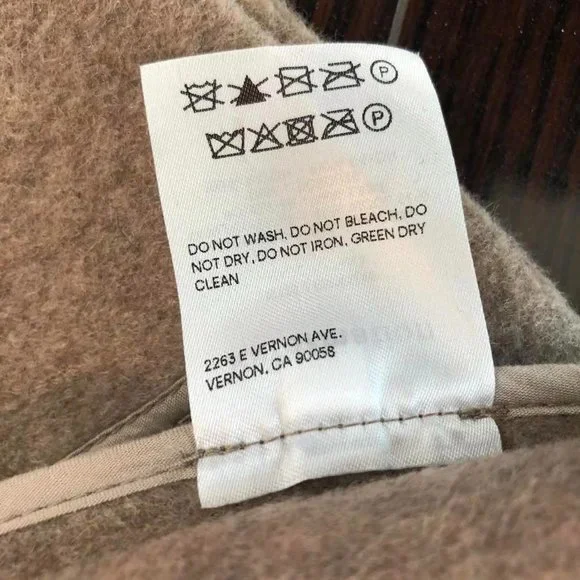 P
P
DO NOT WASH, DO NOT BLEACH, DO
NOT DRY, DO NOT IRON, GREEN DRY
CLEAN
2263 E VERNON AVE.
VERNON, CA 90058